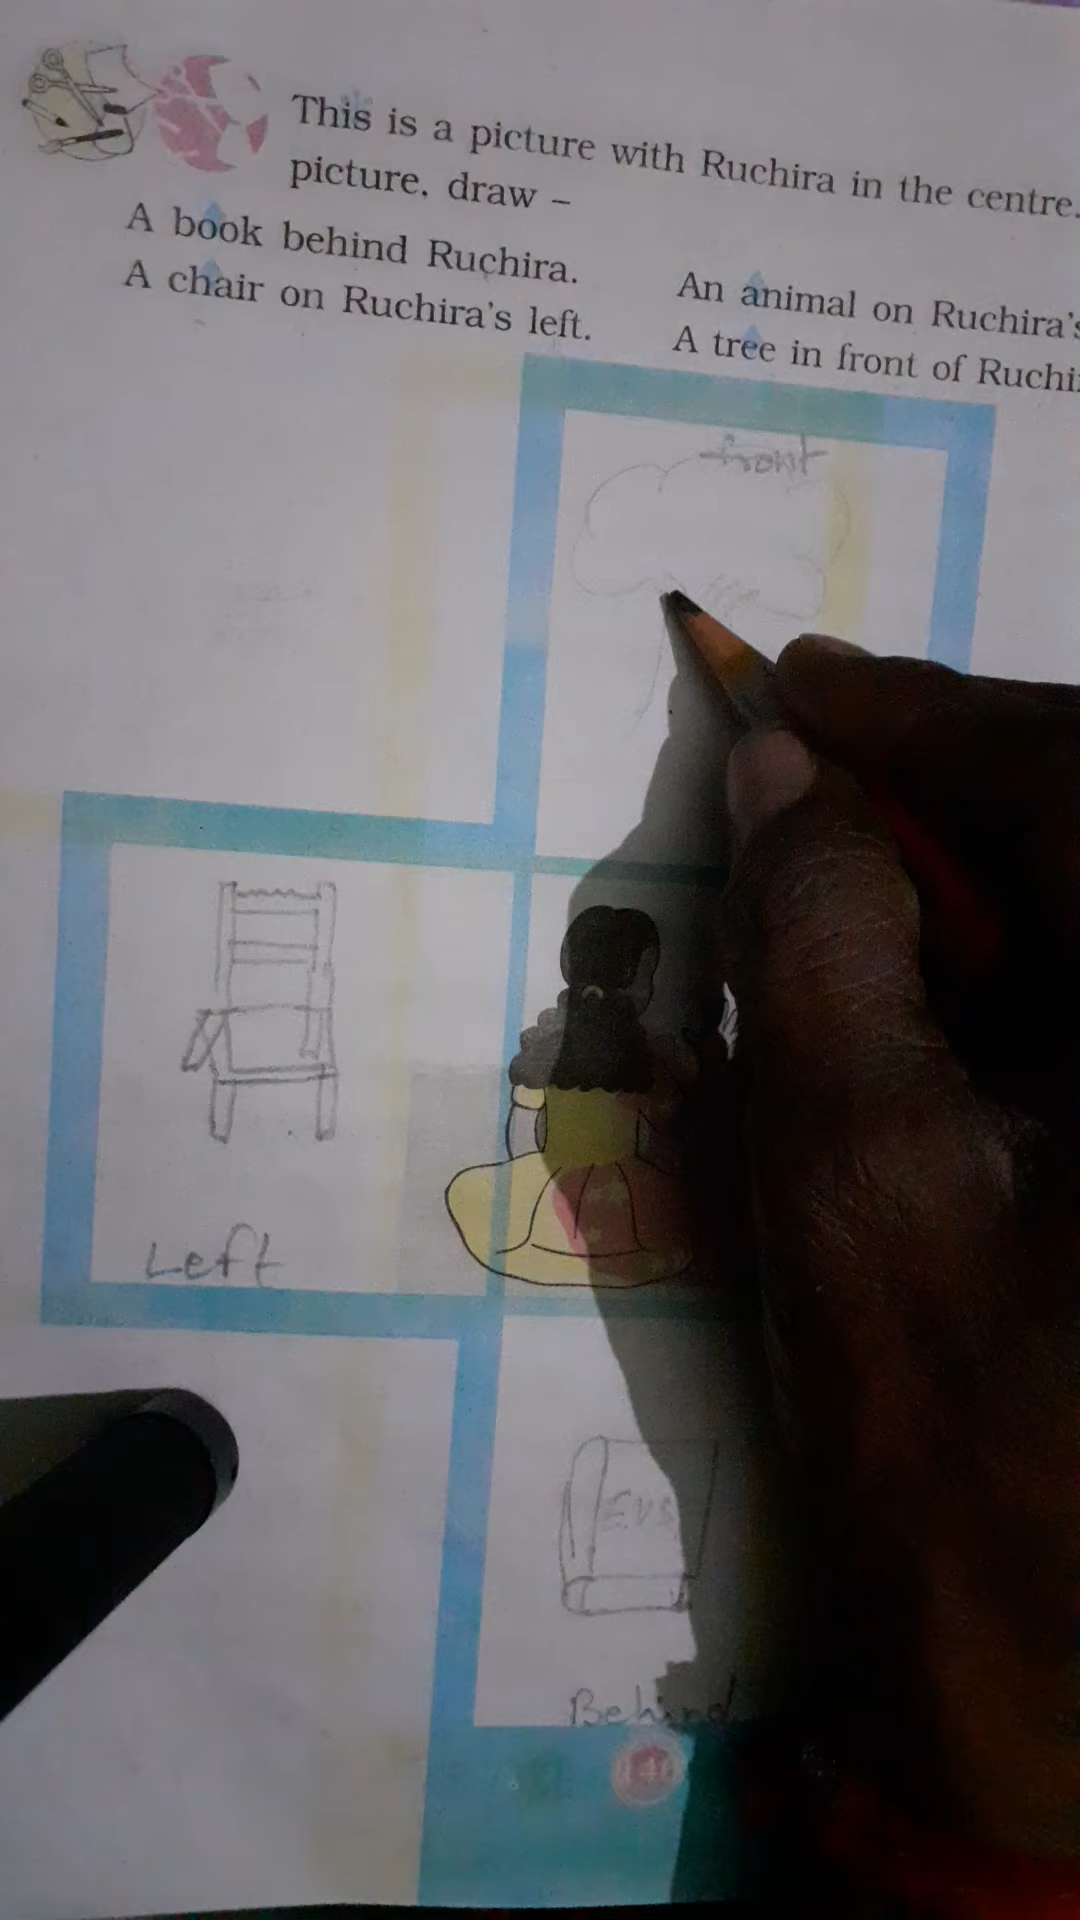 This is a picture with Ruchira in the centre.
picture, draw –
A book behind Ruchira.
An animal on Ruchira's
A chair on Ruchira's left.
A tree in front of
front
Left
EVS
Behind